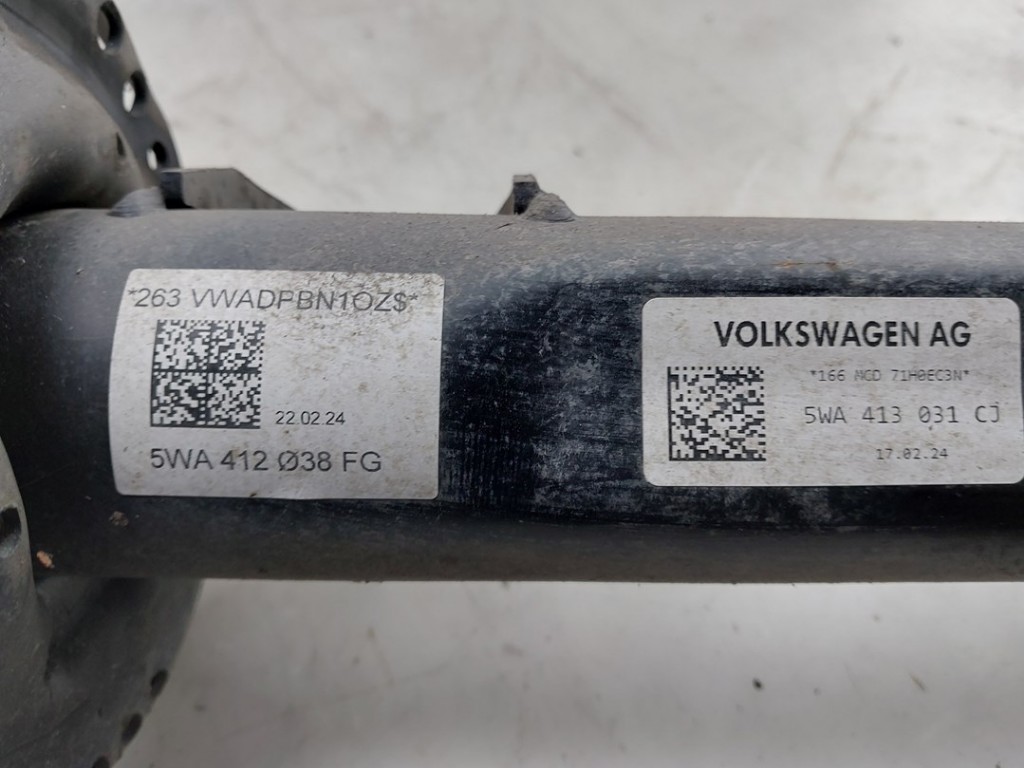 *263 VWADPBN1OZ$*
22.02.24
5WA 412 Ø38 FG
VOLKSWAGEN AG
*166 MGD 71H0EC3N*
5WA 413 031 CJ
17.02.24